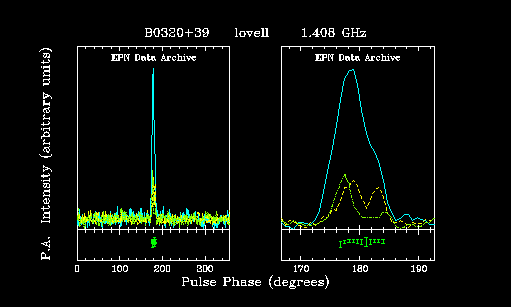 B0320+39 lovell 1.408 GHz
EPN Data Archive EPN Data Archive
P.A. Intensity (arbitrary units)
0 100 200 300 170 180 190
Pulse Phase (degrees)